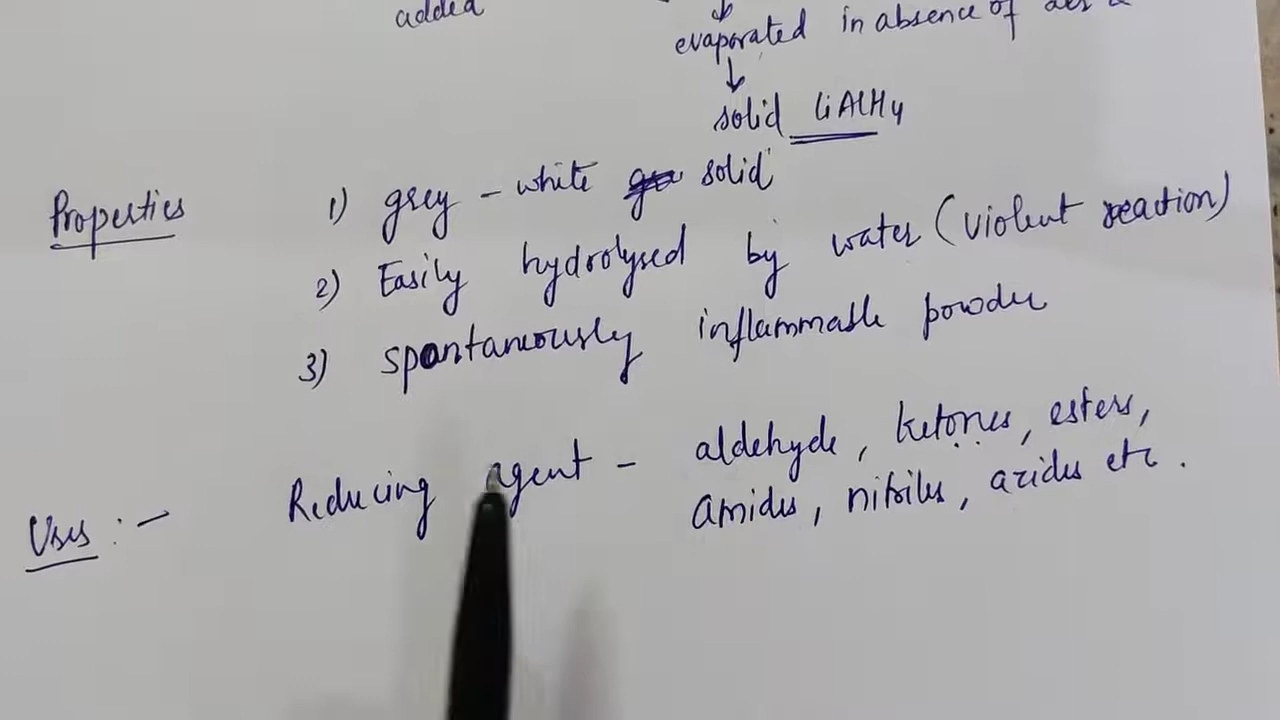 added
evaporated in absence of
solid LiAlH4
Properties 1) grey - white solid
2) Easily hydrolysed by water (violent reaction)
3) spontaneously inflammable powder
Uses :- Reducing agent - aldehyde, ketones, esters,
amides, nitriles, azides etc.